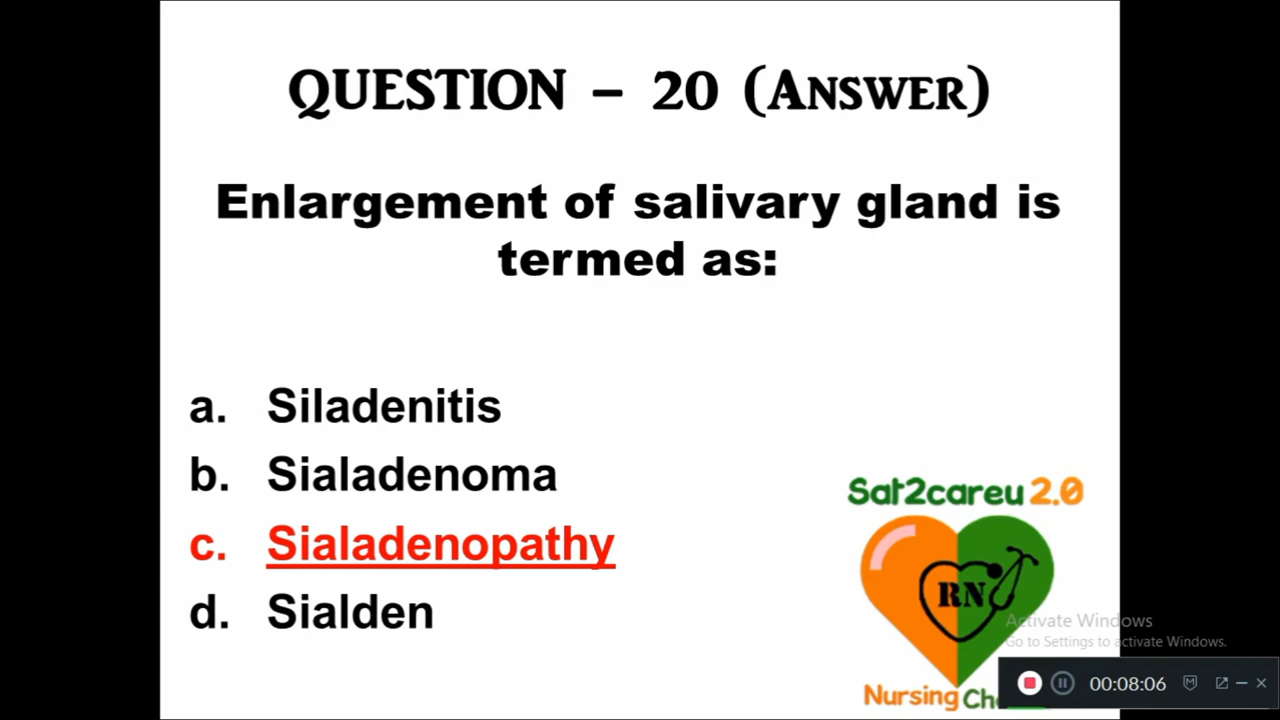 QUESTION – 20 (ANSWER)
Enlargement of salivary gland is
termed as:
a. Siladenitis
b. Sialadenoma
c. Sialadenopathy
d. Sialden
Sat2careu 2.0
RN
Activate Windows
Go to Settings to activate Windows.
00:08:06
Nursing